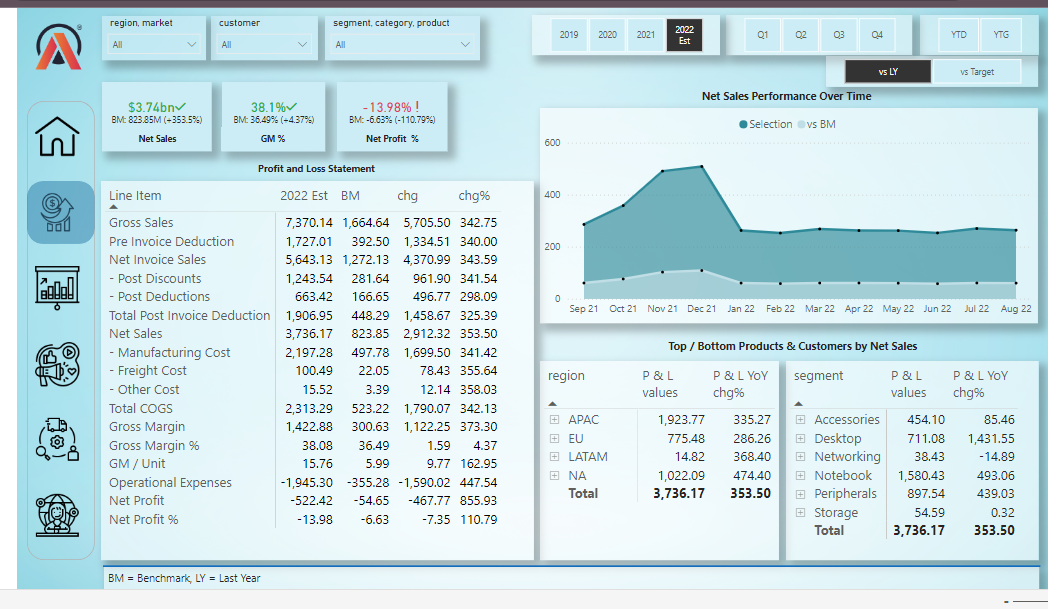 region, market
All
customer
All
segment, category, product
All
2019
2020
2021
2022 Est
Q1
Q2
Q3
Q4
YTD
YTG
vs LY
vs Target
$3.74bn✓
BM: 823.85M (+353.5%)
Net Sales
38.1%✓
BM: 36.49% (+4.37%)
GM %
-13.98% !
BM: -6.63% (-110.79%)
Net Profit %
Profit and Loss Statement
Line Item 2022 Est BM chg chg%
Gross Sales 7,370.14 1,664.64 5,705.50 342.75
Pre Invoice Deduction 1,727.01 392.50 1,334.51 340.00
Net Invoice Sales 5,643.13 1,272.13 4,370.99 343.59
- Post Discounts 1,243.54 281.64 961.90 341.54
- Post Deductions 663.42 166.65 496.77 298.09
Total Post Invoice Deduction 1,906.95 448.29 1,458.67 325.39
Net Sales 3,736.17 823.85 2,912.32 353.50
- Manufacturing Cost 2,197.28 497.78 1,699.50 341.42
- Freight Cost 100.49 22.05 78.43 355.64
- Other Cost 15.52 3.39 12.14 358.03
Total COGS 2,313.29 523.22 1,790.07 342.13
Gross Margin 1,422.88 300.63 1,122.25 373.30
Gross Margin % 38.08 36.49 1.59 4.37
GM / Unit 15.76 5.99 9.77 162.95
Operational Expenses -1,945.30 -355.28 -1,590.02 447.54
Net Profit -522.42 -54.65 -467.77 855.93
Net Profit % -13.98 -6.63 -7.35 110.79
Net Sales Performance Over Time
Selection vs BM
600
400
200
0
Sep 21 Oct 21 Nov 21 Dec 21 Jan 22 Feb 22 Mar 22 Apr 22 May 22 Jun 22 Jul 22 Aug 22
Top / Bottom Products & Customers by Net Sales
region P & L values P & L YoY chg%
APAC 1,923.77 335.27
EU 775.48 286.26
LATAM 14.82 368.40
NA 1,022.09 474.40
Total 3,736.17 353.50
segment P & L values P & L YoY chg%
Accessories 454.10 85.46
Desktop 711.08 1,431.55
Networking 38.43 -14.89
Notebook 1,580.43 493.06
Peripherals 897.54 439.03
Storage 54.59 0.32
Total 3,736.17 353.50
BM = Benchmark, LY = Last Year